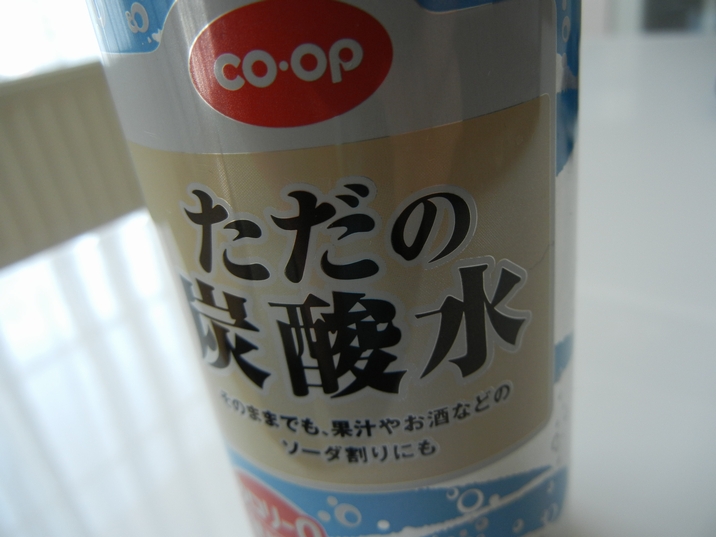 co·op
ただの
炭酸水
そのままでも、果汁やお酒などの
ソーダ割りにも